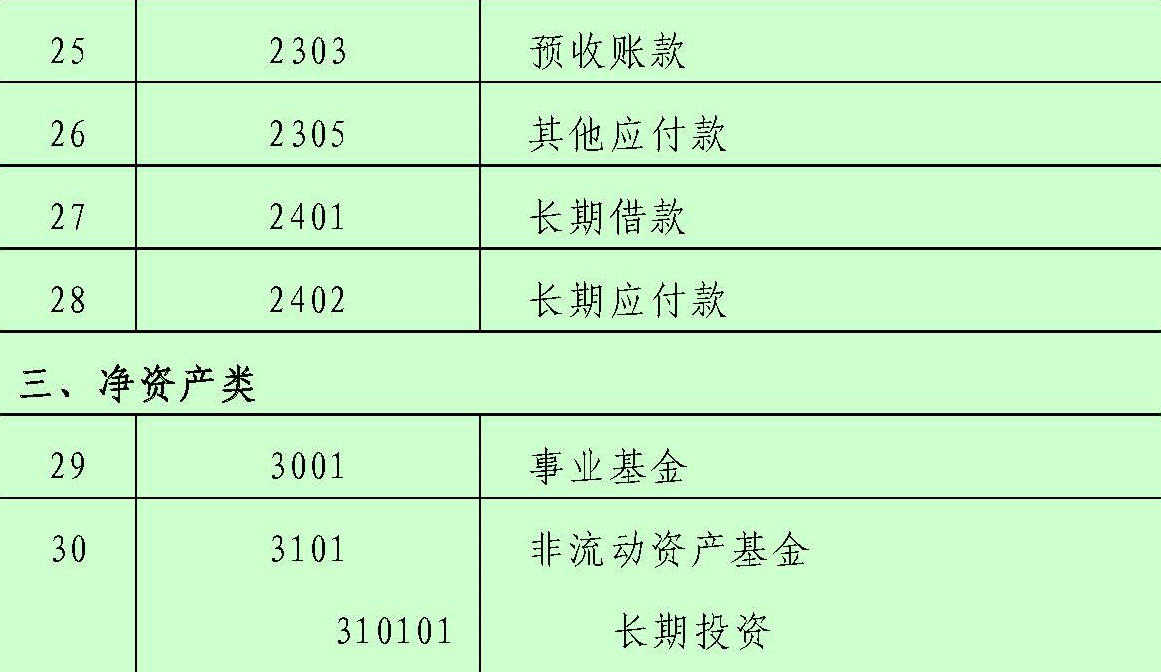 25 2303 预收账款
26 2305 其他应付款
27 2401 长期借款
28 2402 长期应付款
三、净资产类
29 3001 事业基金
30 3101 非流动资产基金
310101 长期投资